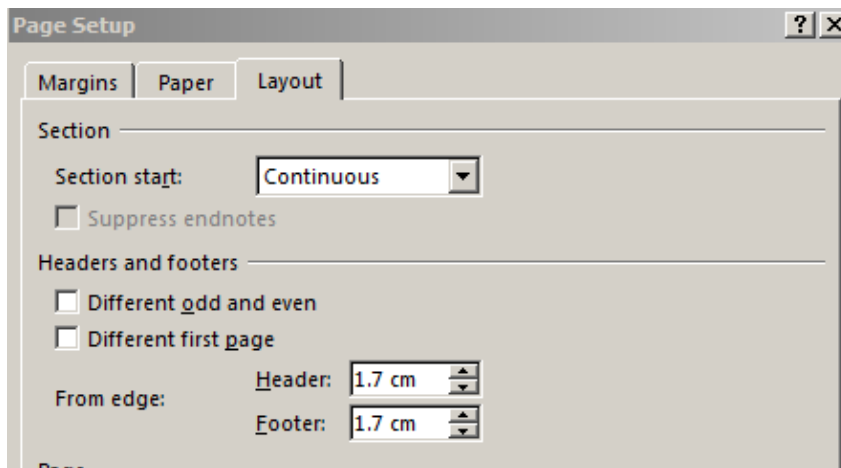 Page Setup
Margins Paper Layout
Section
Section start: Continuous
Suppress endnotes
Headers and footers
Different odd and even
Different first page
Header: 1.7 cm
From edge:
Footer: 1.7 cm
Page